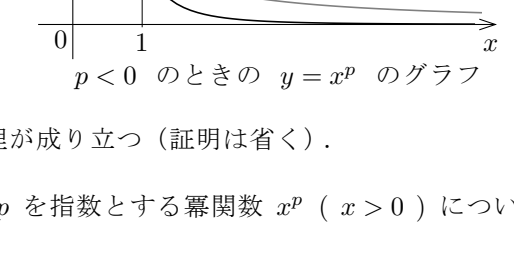 0 1 x
p < 0 のときの y = x^p のグラフ
が成り立つ（証明は省く）.
p を指数とする冪関数 x^p ( x > 0 ) につい